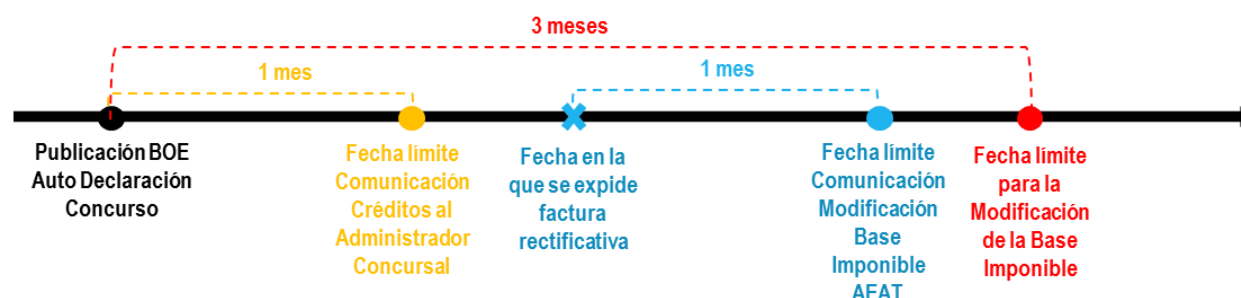 3 meses
1 mes
1 mes
Publicación BOE
Auto Declaración
Concurso
Fecha límite
Comunicación
Créditos al
Administrador
Concursal
Fecha en la
que se expide
factura
rectificativa
Fecha límite
Comunicación
Modificación
Base
Imponible
AEAT
Fecha límite
para la
Modificación
de la Base
Imponible